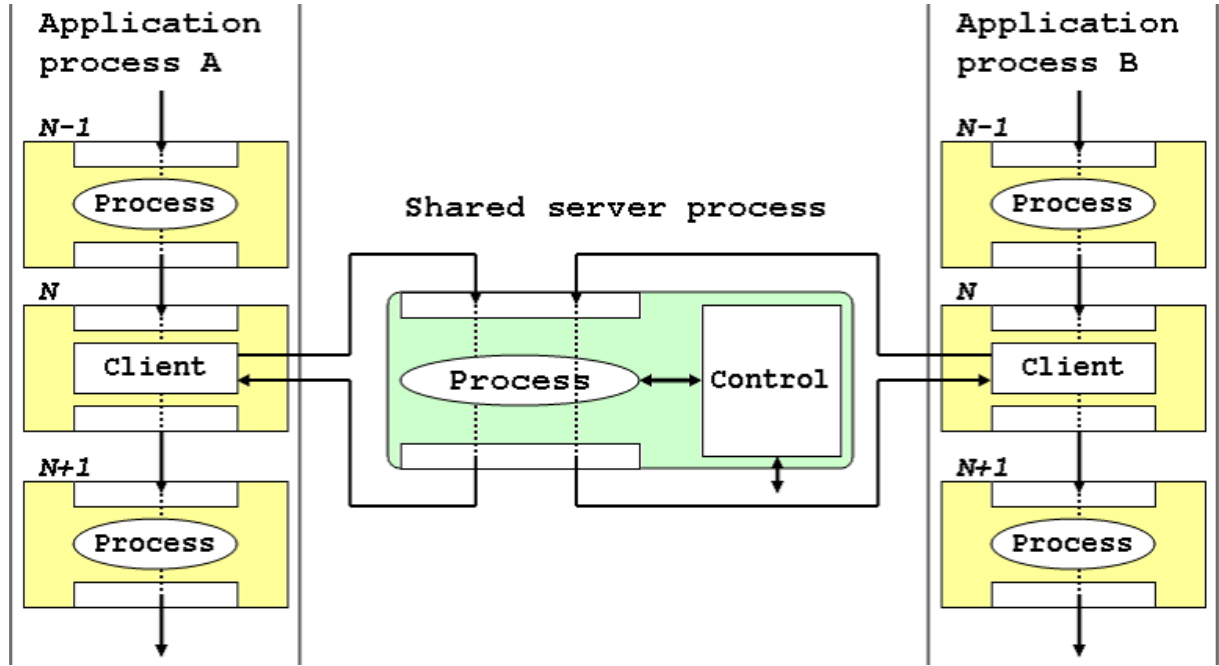 Application
process A
N-1
Process
N
Client
N+1
Process
Shared server process
Process
Control
Application
process B
N-1
Process
N
Client
N+1
Process